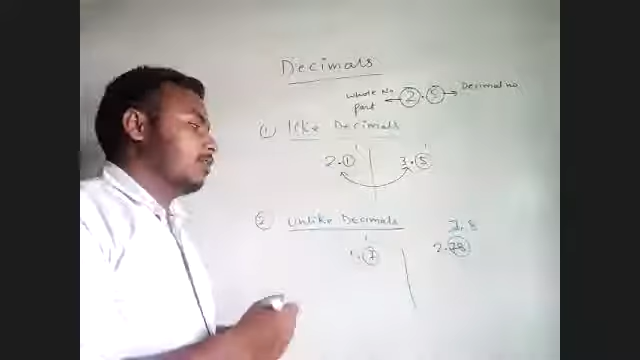 Decimals
Whole No part ← 2.5 → Decimal no.
(1) Like Decimals
2.1 3.5
(2) Unlike Decimals
2.8
1.7 2.78